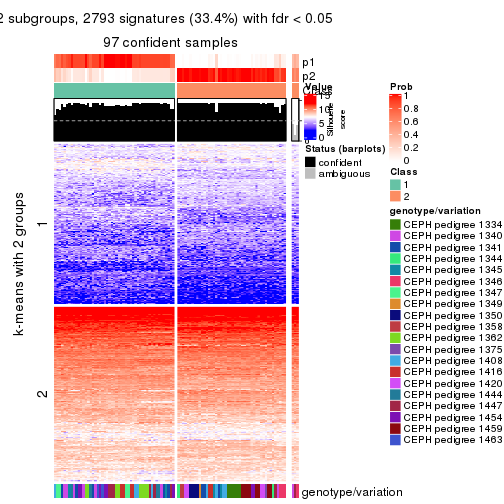 2 subgroups, 2793 signatures (33.4%) with fdr < 0.05
97 confident samples
p1
p2
Class
k-means with 2 groups
1
2
Value
15
10
5
0
Silhouette
score
Status (barplots)
confident
ambiguous
Prob
1
0.8
0.6
0.4
0.2
0
Class
1
2
genotype/variation
CEPH pedigree 1334
CEPH pedigree 1340
CEPH pedigree 1341
CEPH pedigree 1344
CEPH pedigree 1345
CEPH pedigree 1346
CEPH pedigree 1347
CEPH pedigree 1349
CEPH pedigree 1350
CEPH pedigree 1358
CEPH pedigree 1362
CEPH pedigree 1375
CEPH pedigree 1408
CEPH pedigree 1416
CEPH pedigree 1420
CEPH pedigree 1444
CEPH pedigree 1447
CEPH pedigree 1454
CEPH pedigree 1459
CEPH pedigree 1463
genotype/variation